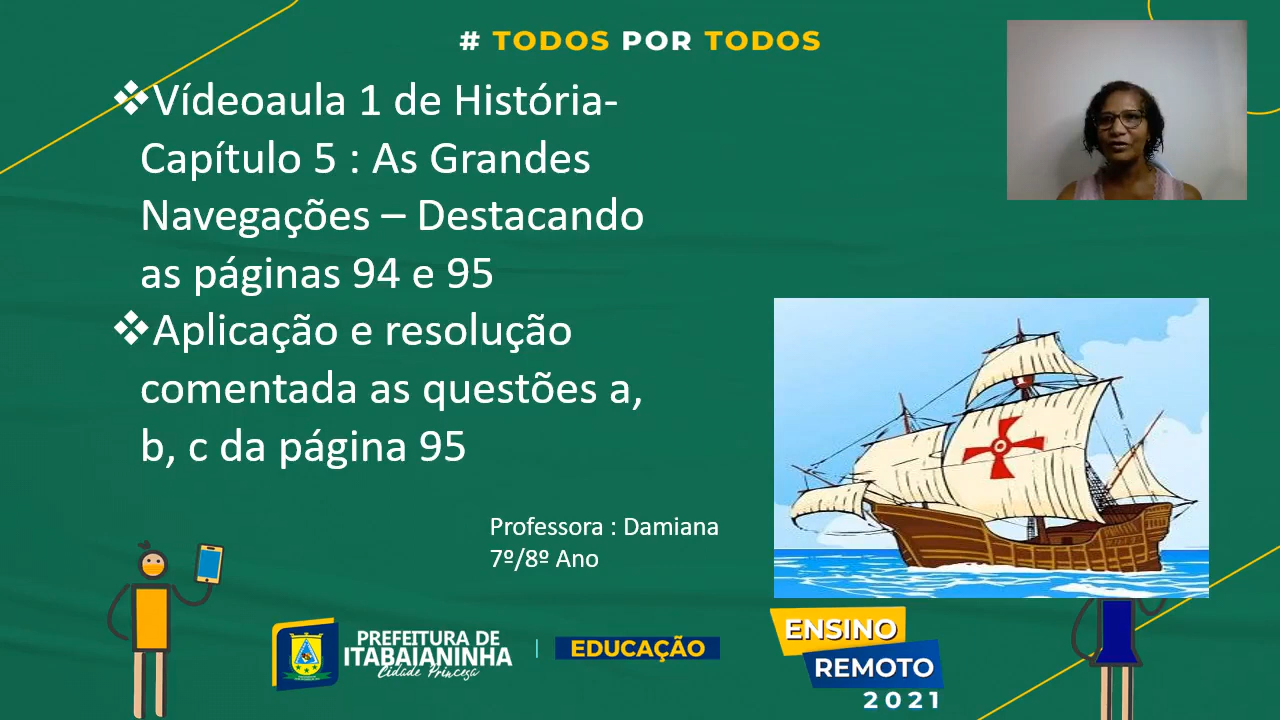 # TODOS POR TODOS
❖Vídeoaula 1 de História-
Capítulo 5 : As Grandes
Navegações – Destacando
as páginas 94 e 95
❖Aplicação e resolução
comentada as questões a,
b, c da página 95
Professora : Damiana
7º/8º Ano
PREFEITURA DE
ITABAIANINHA
Cidade Princesa
EDUCAÇÃO
ENSINO
REMOTO
2021